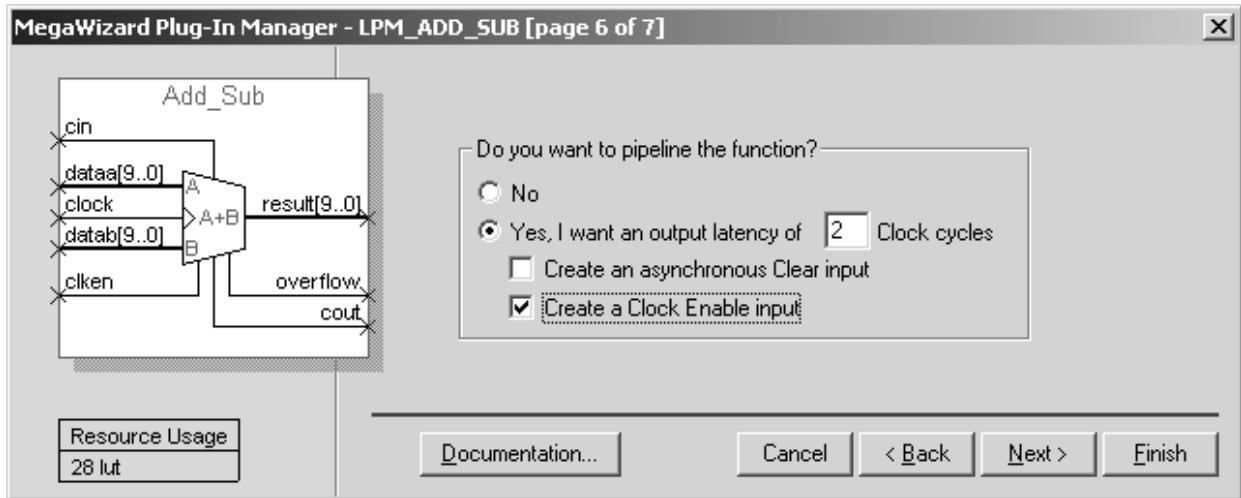 MegaWizard Plug-In Manager - LPM_ADD_SUB [page 6 of 7]
Add_Sub
cin
dataa[9..0]
A
clock
A+B
result[9..0]
datab[9..0]
B
clken
overflow
cout
Do you want to pipeline the function?
No
Yes, I want an output latency of 2 Clock cycles
Create an asynchronous Clear input
Create a Clock Enable input
Resource Usage
28 lut
Documentation...
Cancel
< Back
Next >
Finish